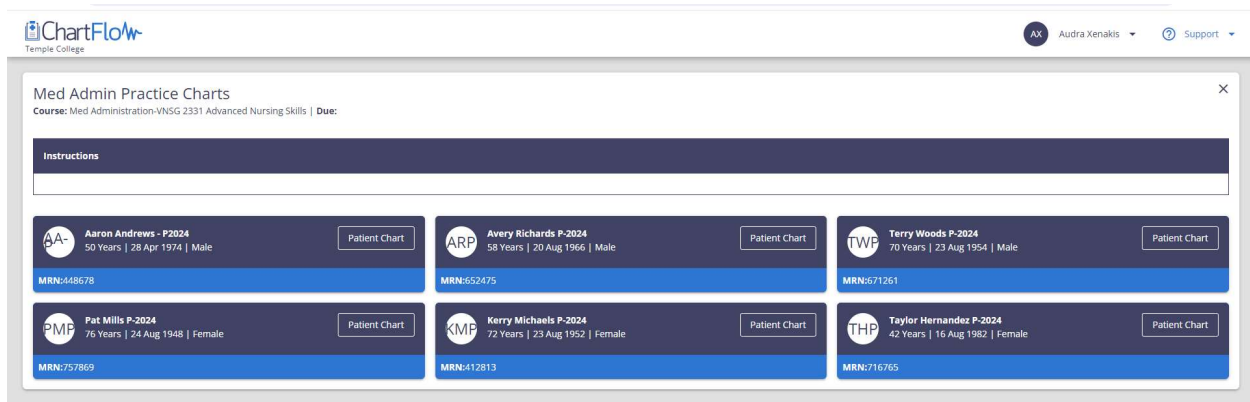 ChartFlow
Temple College
AX Audra Xenakis Support
Med Admin Practice Charts
Course: Med Administration-VNSG 2331 Advanced Nursing Skills | Due:
Instructions
AA-
Aaron Andrews - P2024
50 Years | 28 Apr 1974 | Male
Patient Chart
MRN:448678
ARP
Avery Richards P-2024
58 Years | 20 Aug 1966 | Male
Patient Chart
MRN:652475
TWP
Terry Woods P-2024
70 Years | 23 Aug 1954 | Male
Patient Chart
MRN:671261
PMP
Pat Mills P-2024
76 Years | 24 Aug 1948 | Female
Patient Chart
MRN:757869
KMP
Kerry Michaels P-2024
72 Years | 23 Aug 1952 | Female
Patient Chart
MRN:412813
THP
Taylor Hernandez P-2024
42 Years | 16 Aug 1982 | Female
Patient Chart
MRN:716765